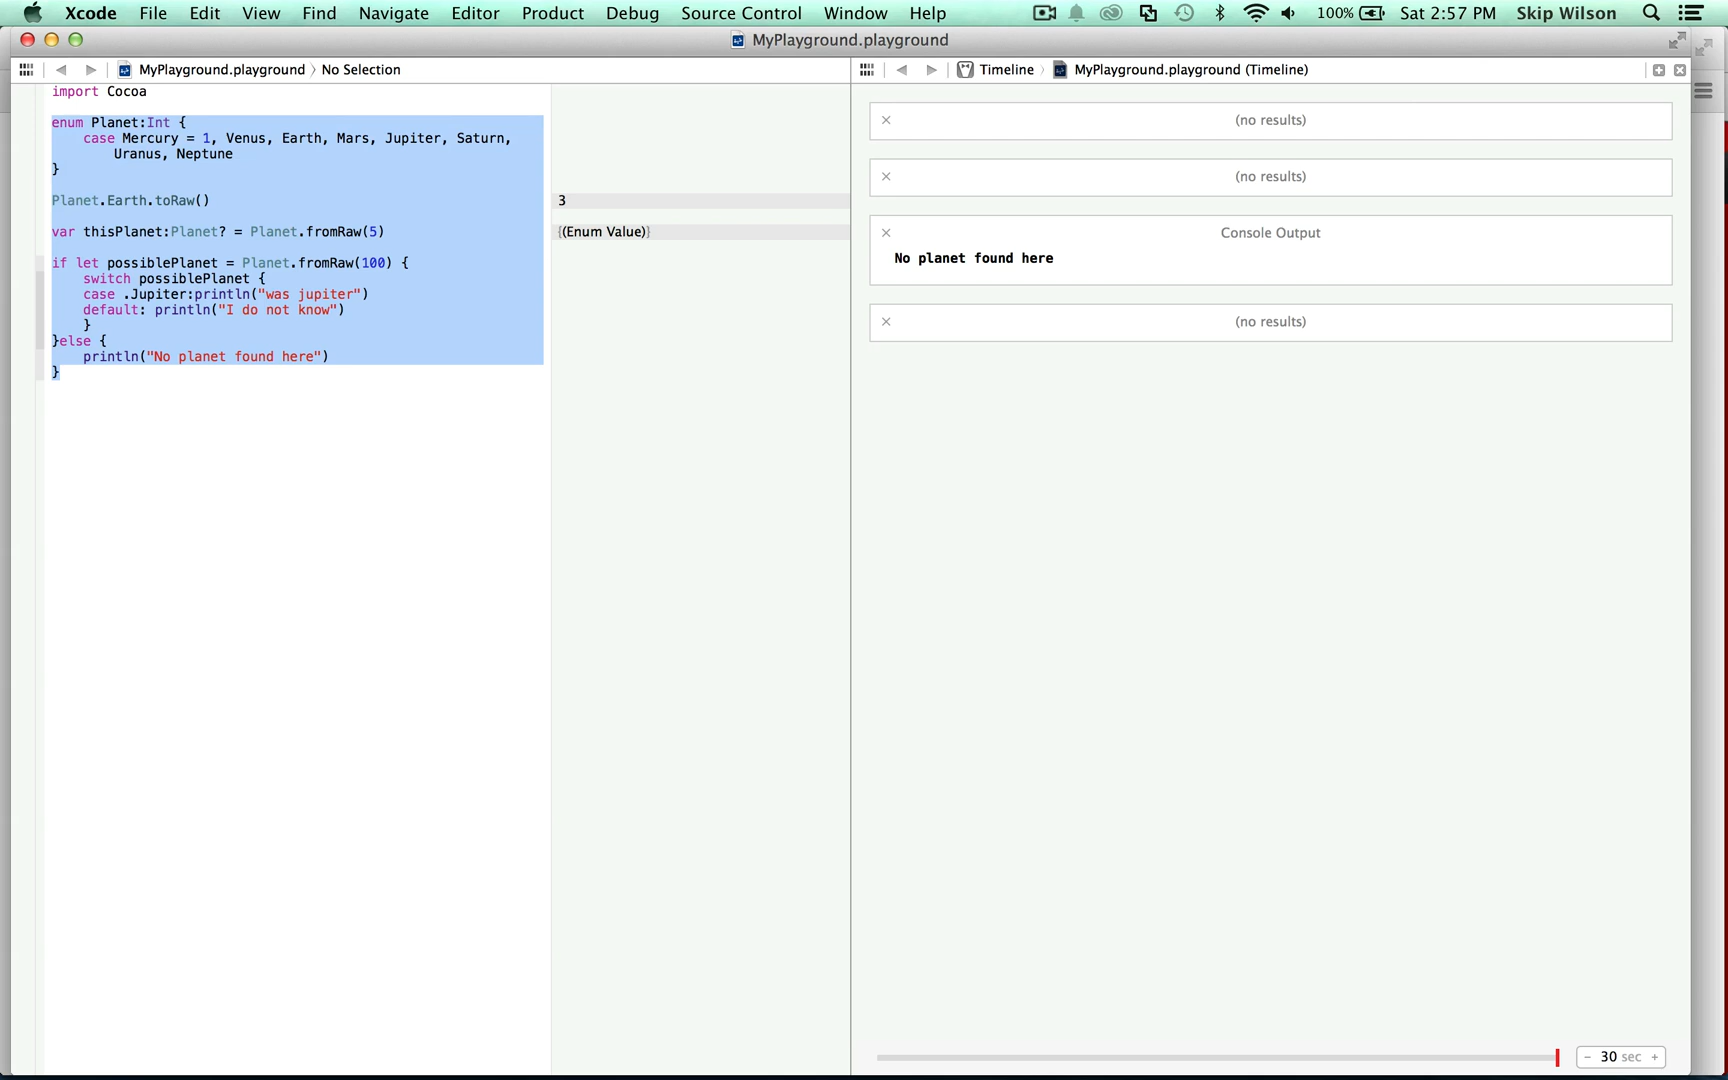 Xcode File Edit View Find Navigate Editor Product Debug Source Control Window Help 100% Sat 2:57 PM Skip Wilson
MyPlayground.playground
MyPlayground.playground 〉 No Selection
Timeline 〉 MyPlayground.playground (Timeline)
import Cocoa
enum Planet:Int {
    case Mercury = 1, Venus, Earth, Mars, Jupiter, Saturn,
        Uranus, Neptune
}
Planet.Earth.toRaw()
var thisPlanet:Planet? = Planet.fromRaw(5)
if let possiblePlanet = Planet.fromRaw(100) {
    switch possiblePlanet {
    case .Jupiter:println("was jupiter")
    default: println("I do not know")
    }
}else {
    println("No planet found here")
}
3
{(Enum Value)}
(no results)
(no results)
Console Output
No planet found here
(no results)
- 30 sec +